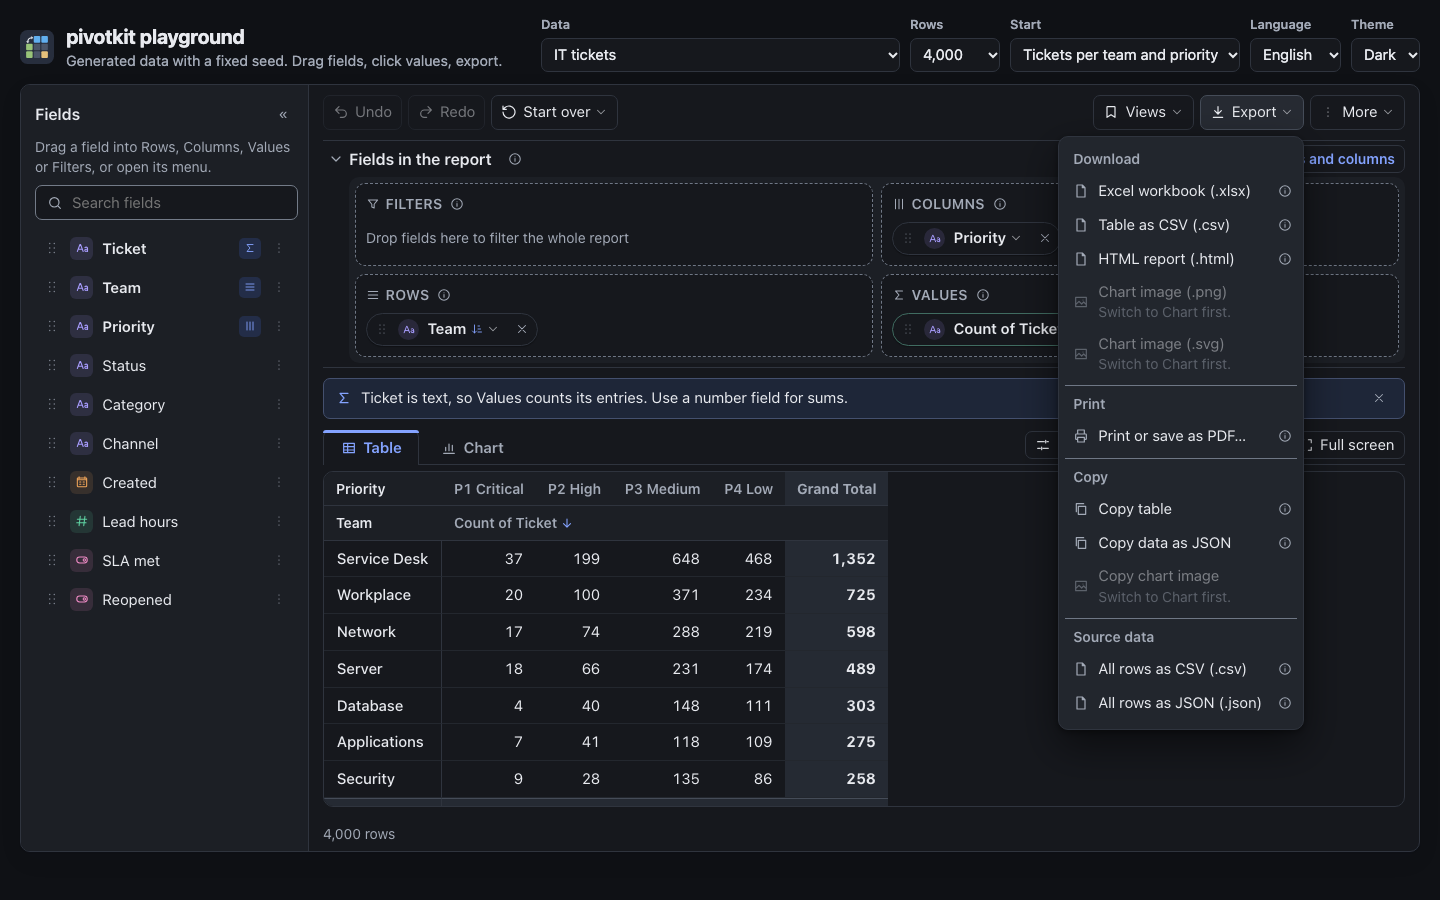 pivotkit playground
Generated data with a fixed seed. Drag fields, click values, export.
Data
IT tickets
Rows
4,000
Start
Tickets per team and priority
Language
English
Theme
Dark
Fields
«
Drag a field into Rows, Columns, Values
or Filters, or open its menu.
Search fields
Aa Ticket Σ
Aa Team
Aa Priority
Aa Status
Aa Category
Aa Channel
Created
# Lead hours
SLA met
Reopened
Undo
Redo
Start over
Views
Export
More
Fields in the report
and columns
FILTERS
Drop fields here to filter the whole report
COLUMNS
Aa Priority
ROWS
Aa Team
Σ VALUES
Aa Count of Ticke
Σ Ticket is text, so Values counts its entries. Use a number field for sums.
Table
Chart
Full screen
Priority P1 Critical P2 High P3 Medium P4 Low Grand Total
Team Count of Ticket ↓
Service Desk 37 199 648 468 1,352
Workplace 20 100 371 234 725
Network 17 74 288 219 598
Server 18 66 231 174 489
Database 4 40 148 111 303
Applications 7 41 118 109 275
Security 9 28 135 86 258
4,000 rows
Download
Excel workbook (.xlsx)
Table as CSV (.csv)
HTML report (.html)
Chart image (.png)
Switch to Chart first.
Chart image (.svg)
Switch to Chart first.
Print
Print or save as PDF...
Copy
Copy table
Copy data as JSON
Copy chart image
Switch to Chart first.
Source data
All rows as CSV (.csv)
All rows as JSON (.json)